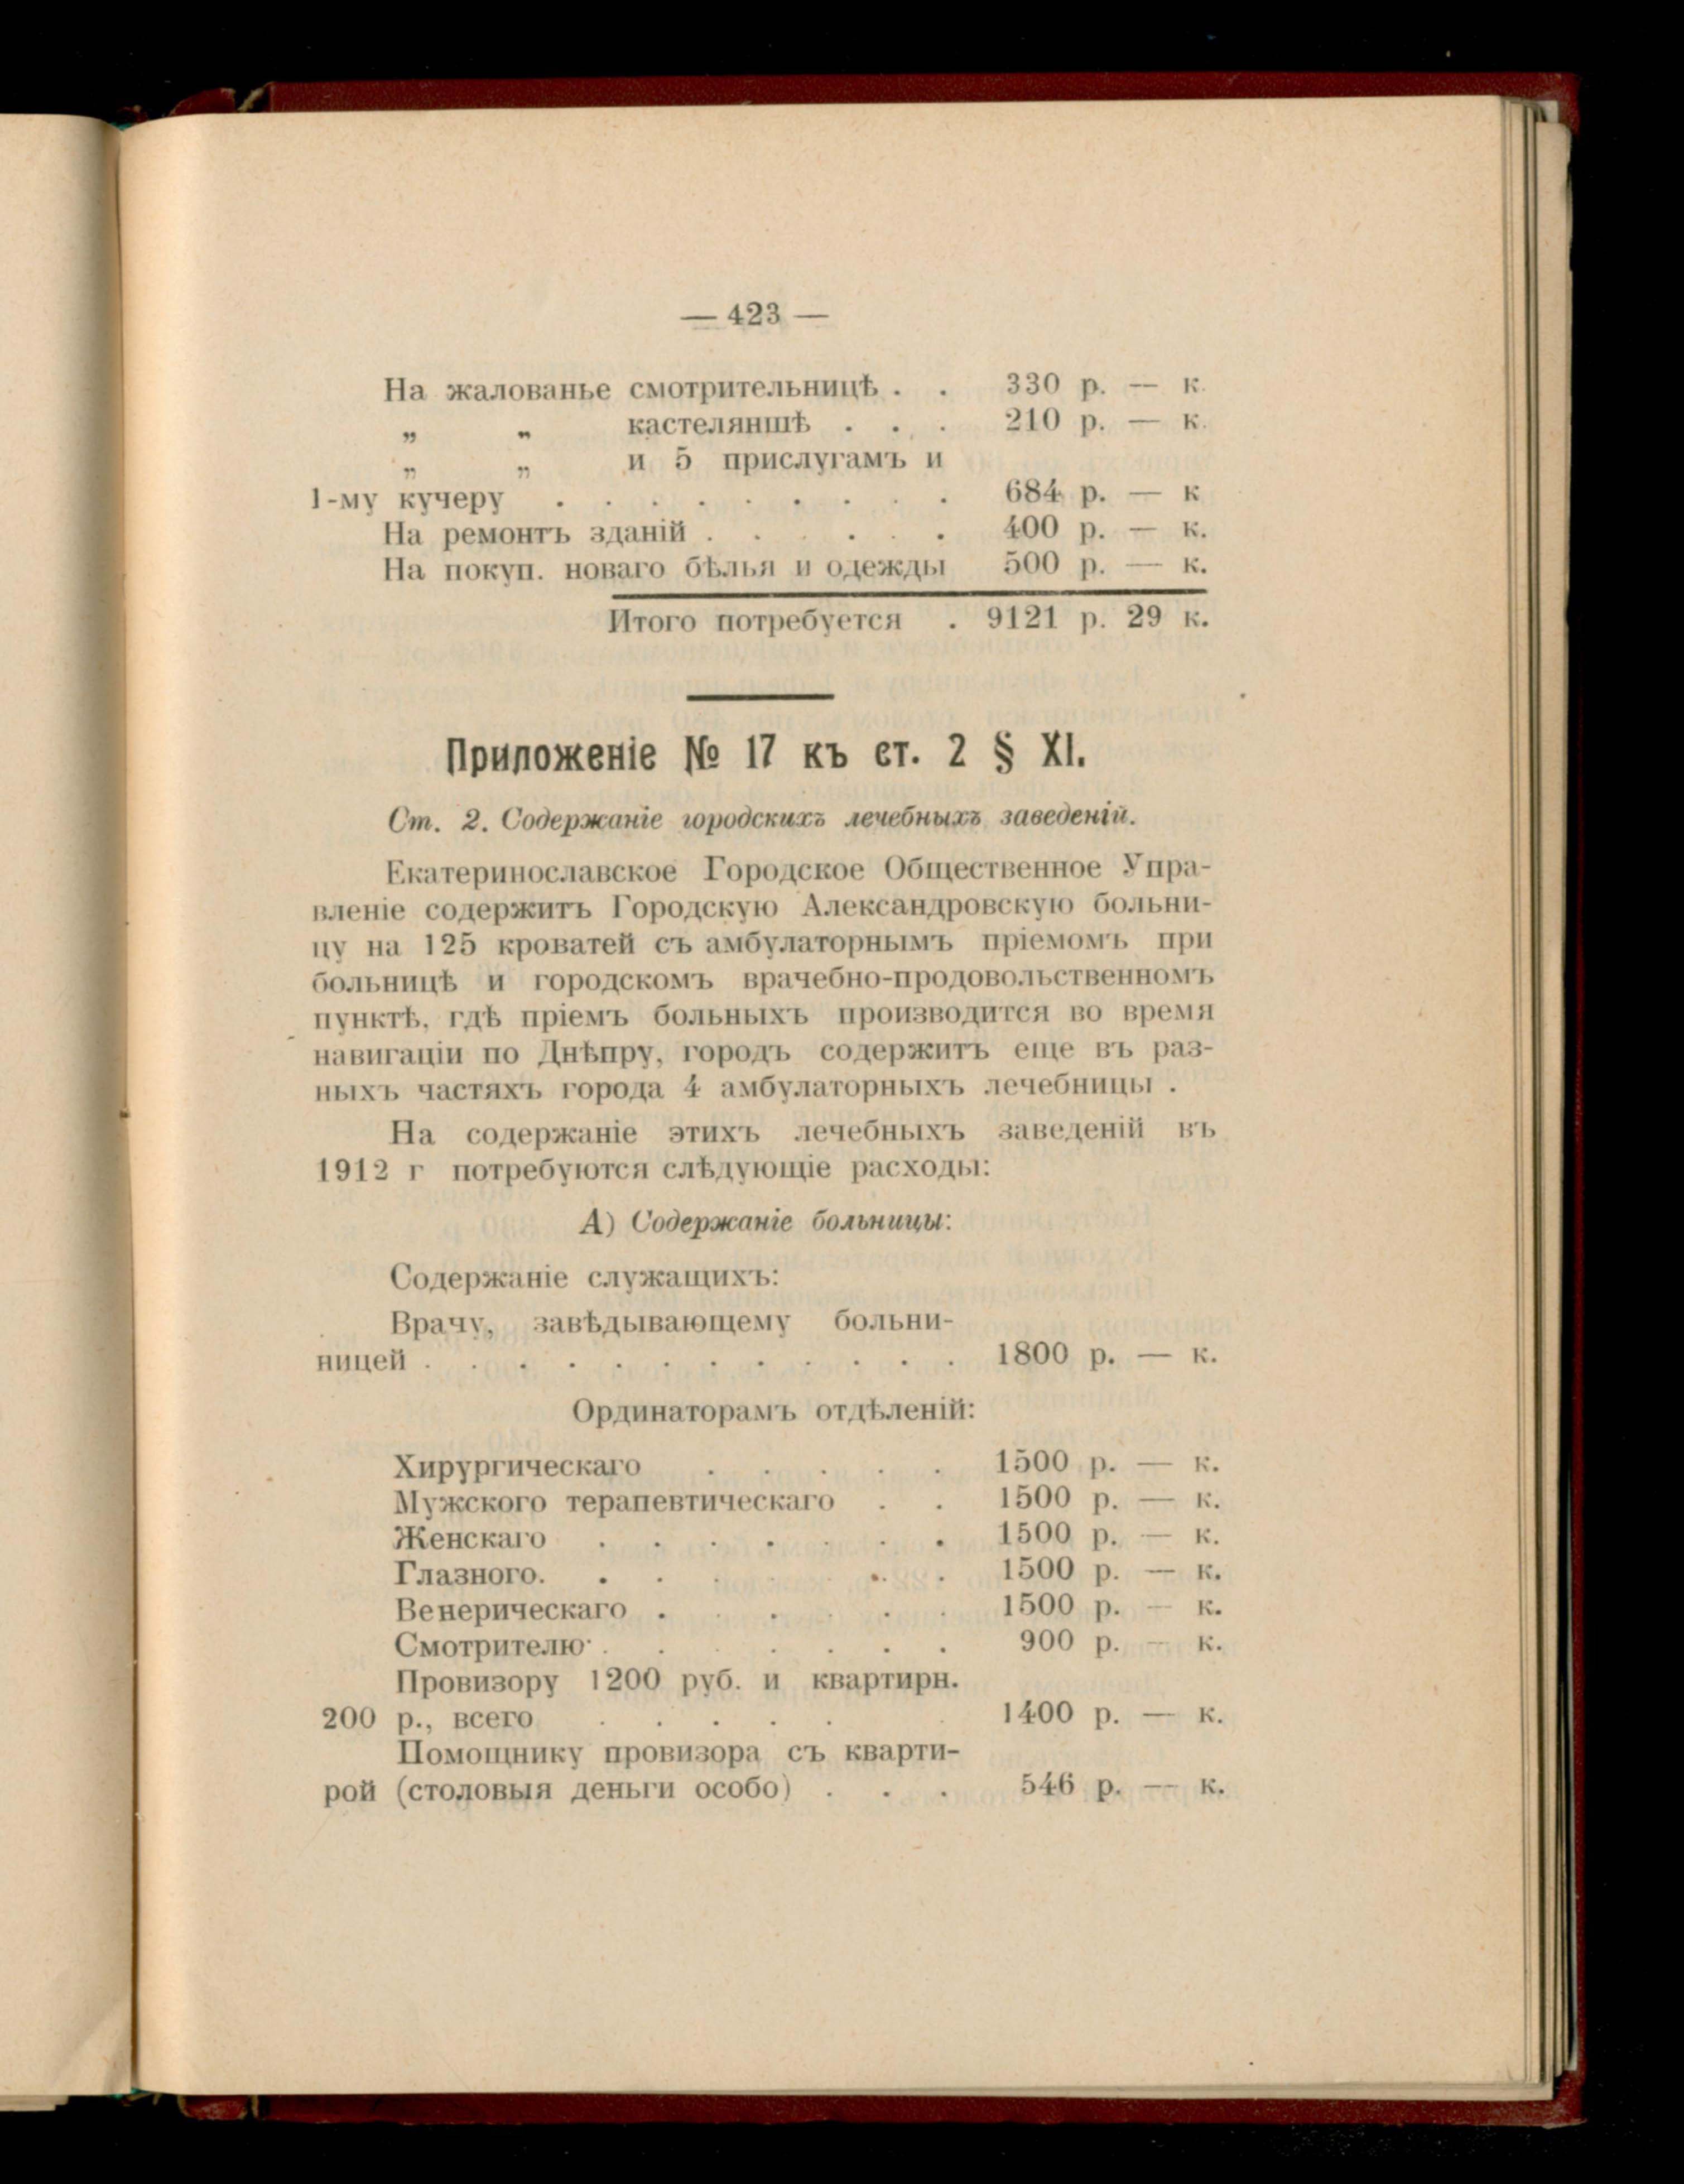 — 423 —
На жалованье смотрительницѣ . . 330 р. — к.
„ „ кастеляншѣ . . . 210 р. — к.
„ „ и 5 прислугамъ и
1-му кучеру . . . . . . . . . 684 р. — к
На ремонтъ зданій . . . . . . 400 р. — к.
На покуп. новаго бѣлья и одежды 500 р. — к.
Итого потребуется . 9121 р. 29 к.
Приложеніе № 17 къ ст. 2 § XI.
Ст. 2. Содержаніе городскихъ лечебныхъ заведеній.
Екатеринославское Городское Общественное Упра-
вленіе содержитъ Городскую Александровскую больни-
цу на 125 кроватей съ амбулаторнымъ пріемомъ при
больницѣ и городскомъ врачебно-продовольственномъ
пунктѣ, гдѣ пріемъ больныхъ производится во время
навигаціи по Днѣпру, городъ содержитъ еще въ раз-
ныхъ частяхъ города 4 амбулаторныхъ лечебницы .
На содержаніе этихъ лечебныхъ заведеній въ
1912 г потребуются слѣдующіе расходы:
А) Содержаніе больницы:
Содержаніе служащихъ:
Врачу, завѣдывающему больни-
ницей . . . . . . . . . . . . 1800 р. — к.
Ординаторамъ отдѣленій:
Хирургическаго . . . . . 1500 р. — к.
Мужского терапевтическаго . . 1500 р. — к.
Женскаго . . . . . . . 1500 р. — к.
Глазного. . . . . . . 1500 р. — к.
Венерическаго . . . . . . 1500 р. — к.
Смотрителю . . . . . . . 900 р. — к.
Провизору 1200 руб. и квартирн.
200 р., всего . . . . . . 1400 р. — к.
Помощнику провизора съ кварти-
рой (столовыя деньги особо) . . . 546 р. — к.